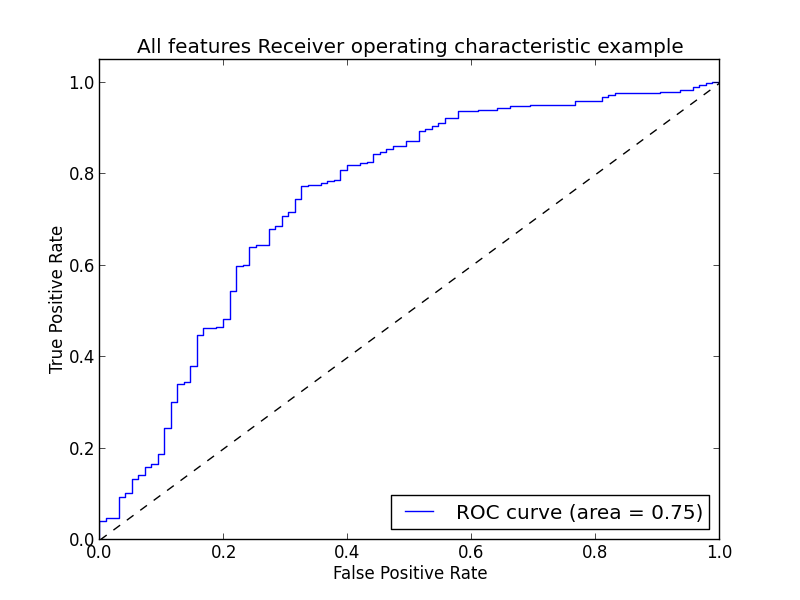 All features Receiver operating characteristic example
1.0
0.8
0.6
0.4
0.2
0.0
True Positive Rate
ROC curve (area = 0.75)
0.0 0.2 0.4 0.6 0.8 1.0
False Positive Rate